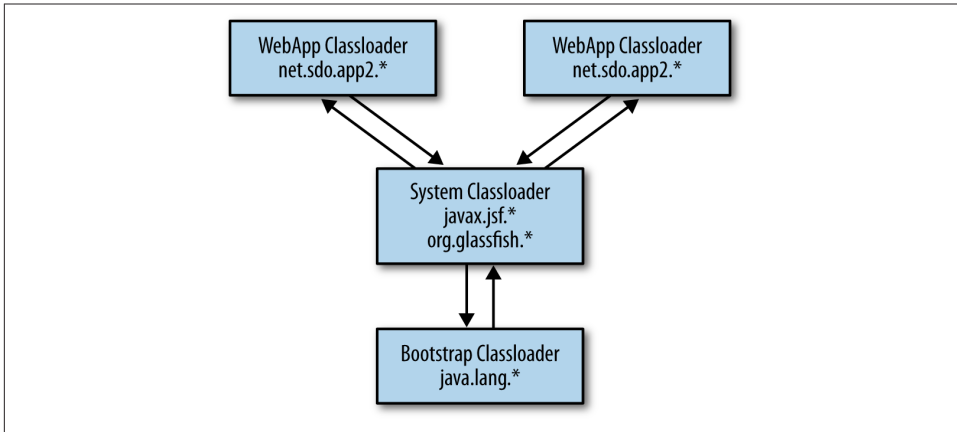 WebApp Classloader
net.sdo.app2.*
WebApp Classloader
net.sdo.app2.*
System Classloader
javax.jsf.*
org.glassfish.*
Bootstrap Classloader
java.lang.*